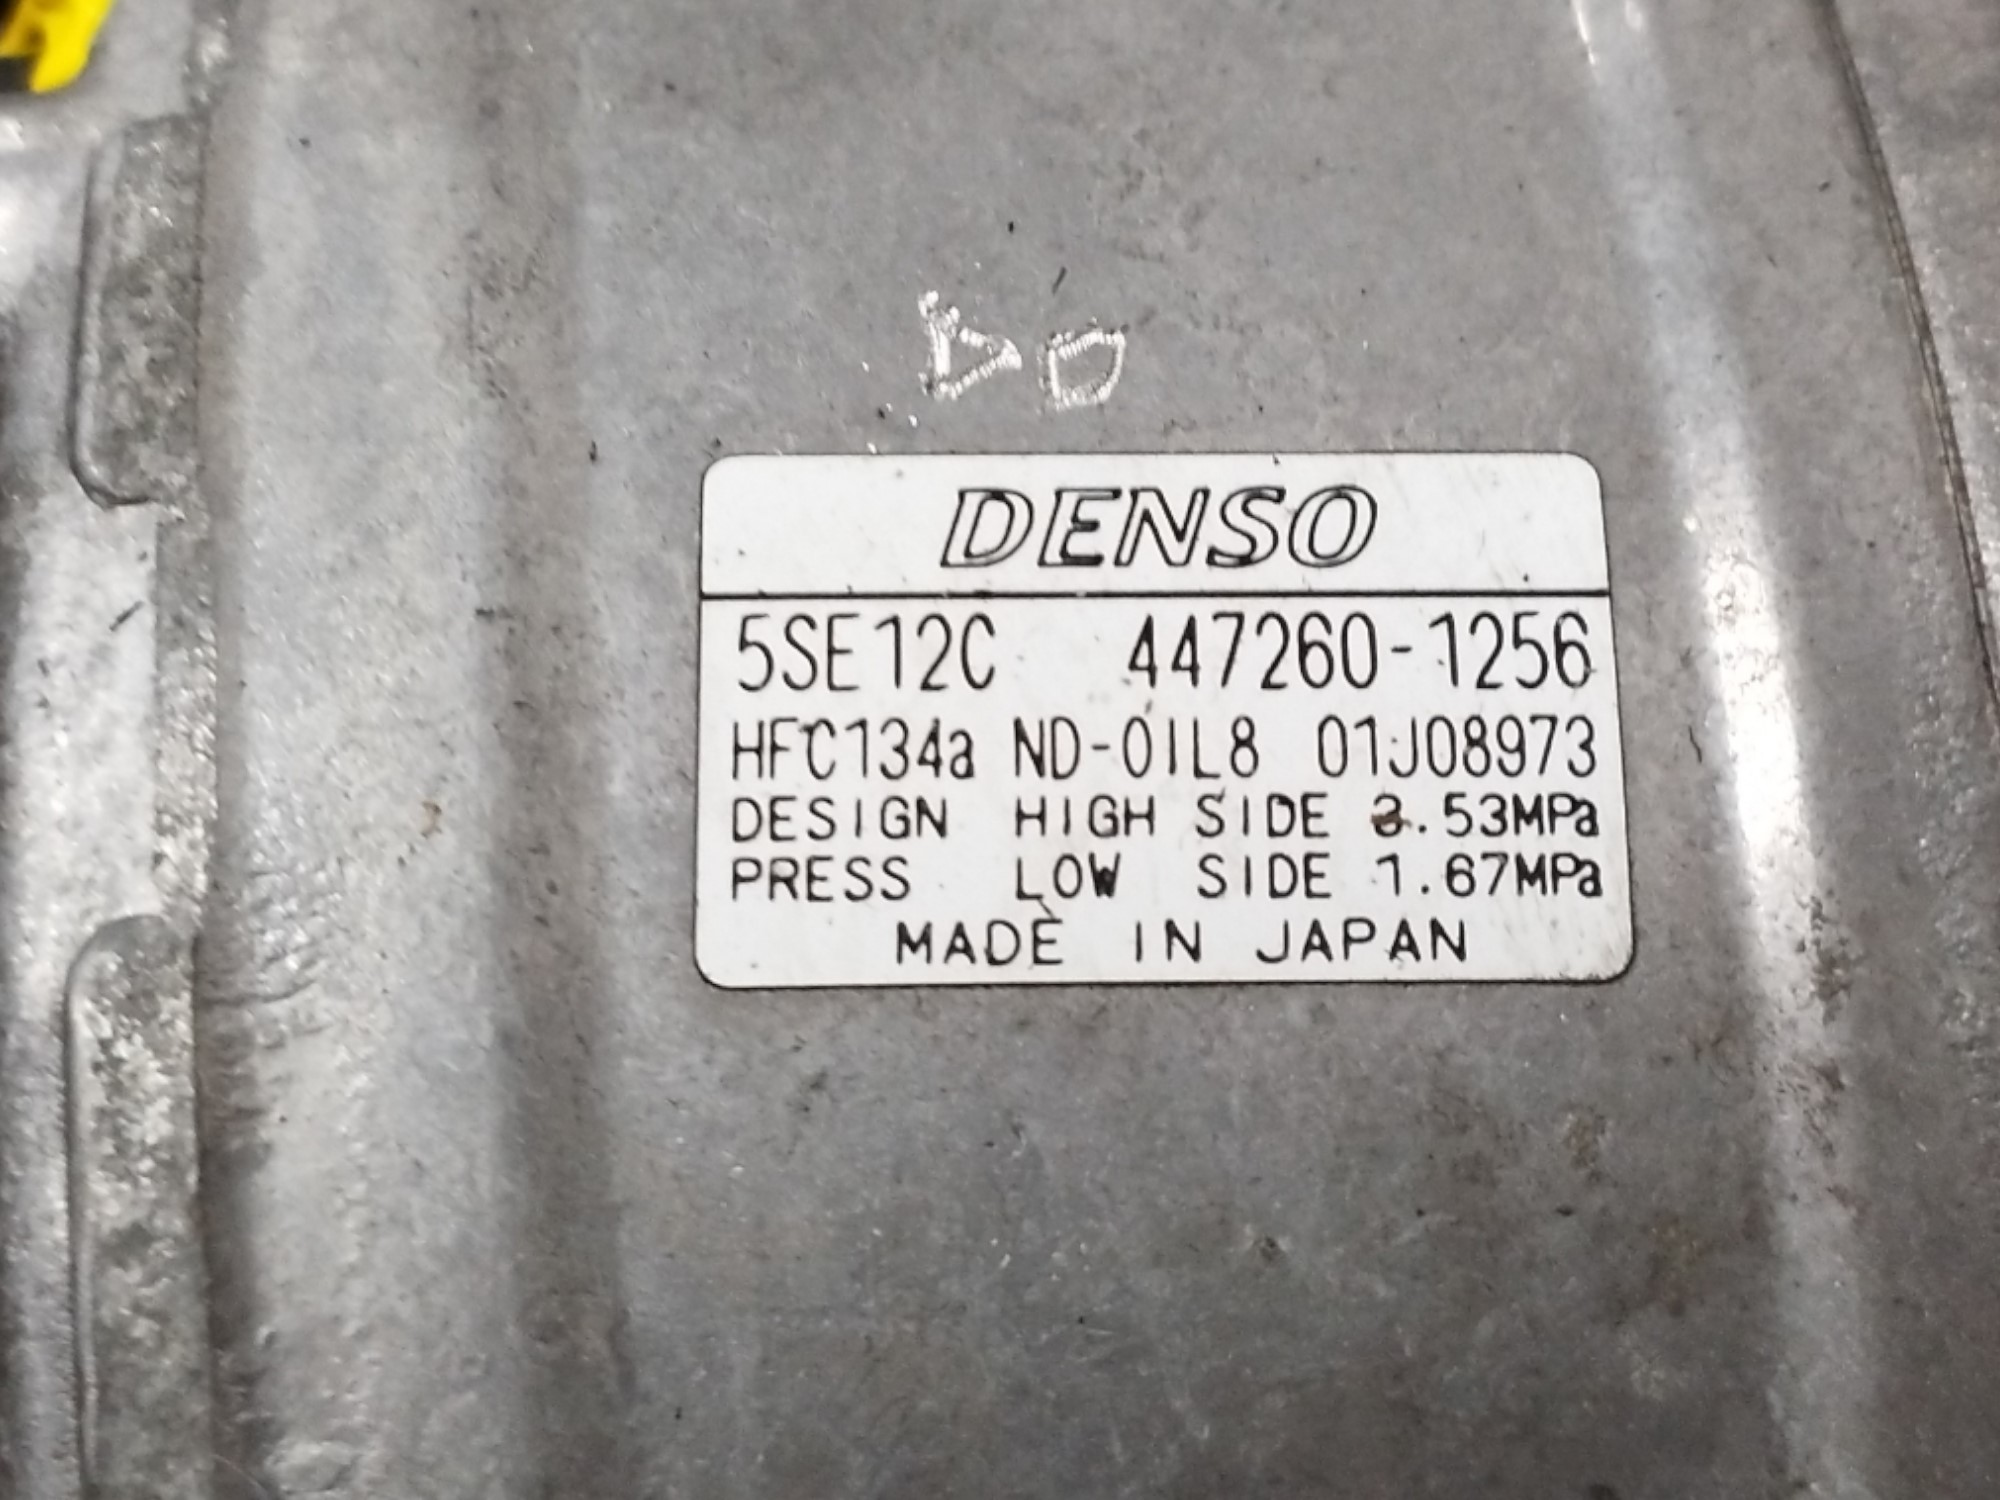 DENSO
5SE12C 447260-1256
HFC134a ND-OIL8 01J08973
DESIGN HIGH SIDE 3.53MPa
PRESS LOW SIDE 1.67MPa
MADE IN JAPAN